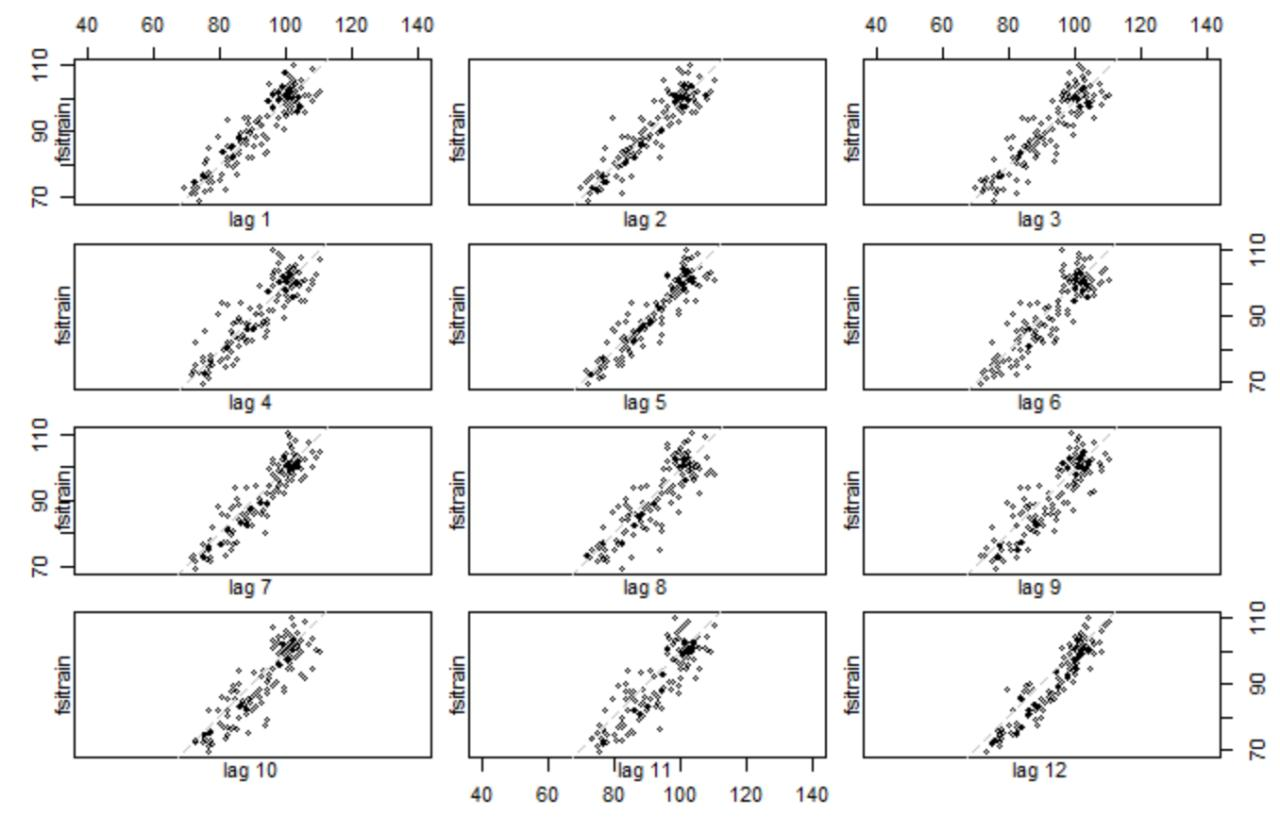 40 60 80 100 120 140 40 60 80 100 120 140
70 90 110 fsitrain fsitrain fsitrain
lag 1 lag 2 lag 3
fsitrain fsitrain fsitrain 70 90 110
lag 4 lag 5 lag 6
70 90 110 fsitrain fsitrain fsitrain
lag 7 lag 8 lag 9
fsitrain fsitrain fsitrain 70 90 110
lag 10 lag 11 lag 12
40 60 80 100 120 140